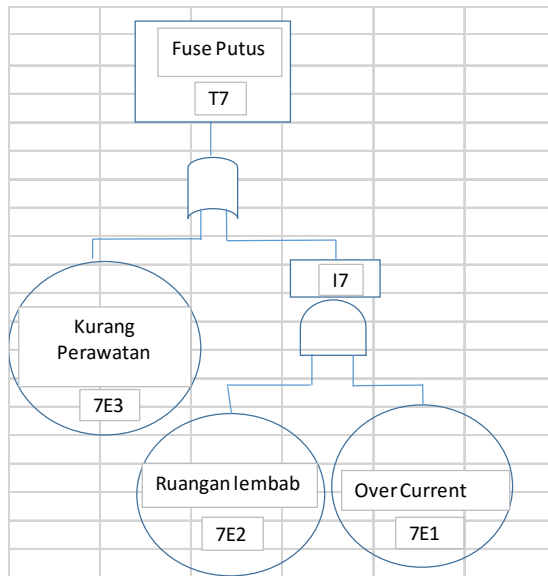 Fuse Putus
T7
I7
Kurang
Perawatan
7E3
Ruangan lembab
7E2
Over Current
7E1